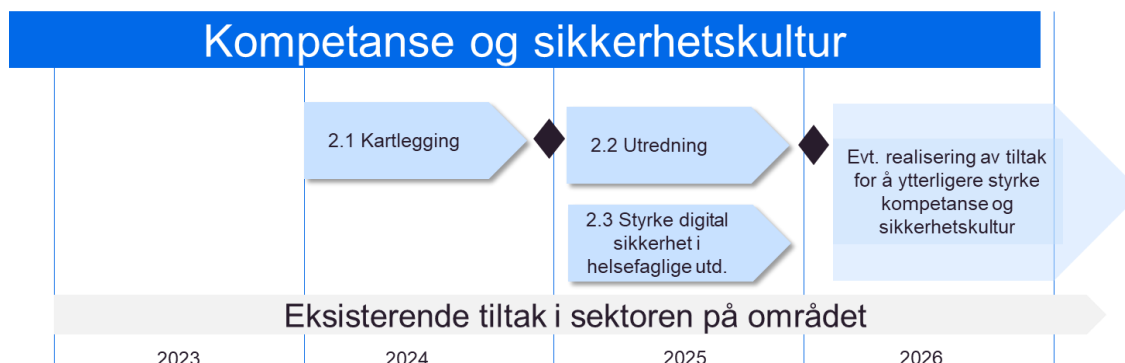 Kompetanse og sikkerhetskultur
2.1 Kartlegging
2.2 Utredning
2.3 Styrke digital
sikkerhet i
helsefaglige utd.
Evt. realisering av tiltak
for å ytterligere styrke
kompetanse og
sikkerhetskultur
Eksisterende tiltak i sektoren på området
2023
2024
2025
2026